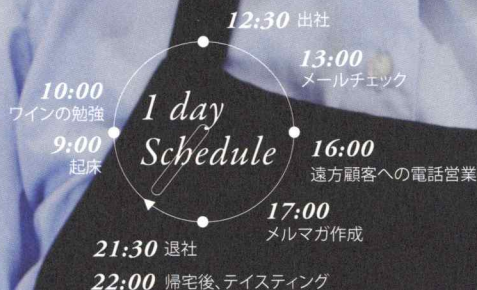 1 day
Schedule
9:00
起床
10:00
ワインの勉強
12:30 出社
13:00
メールチェック
16:00
遠方顧客への電話営業
17:00
メルマガ作成
21:30 退社
22:00 帰宅後、テイスティング